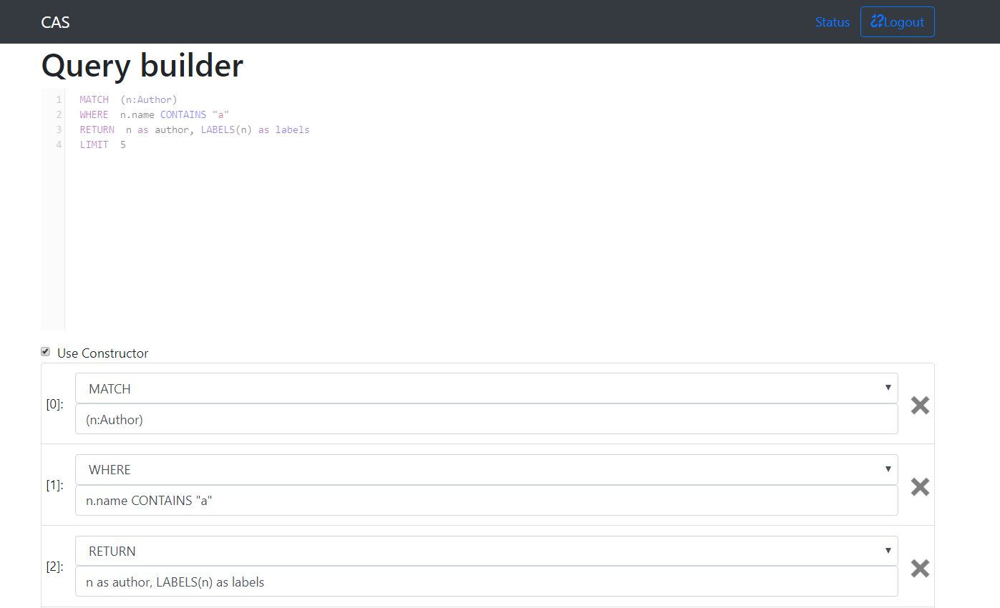 CAS
Status
Logout
Query builder
1 MATCH (n:Author)
2 WHERE n.name CONTAINS "a"
3 RETURN n as author, LABELS(n) as labels
4 LIMIT 5
Use Constructor
[0]:
MATCH
(n:Author)
[1]:
WHERE
n.name CONTAINS "a"
[2]:
RETURN
n as author, LABELS(n) as labels